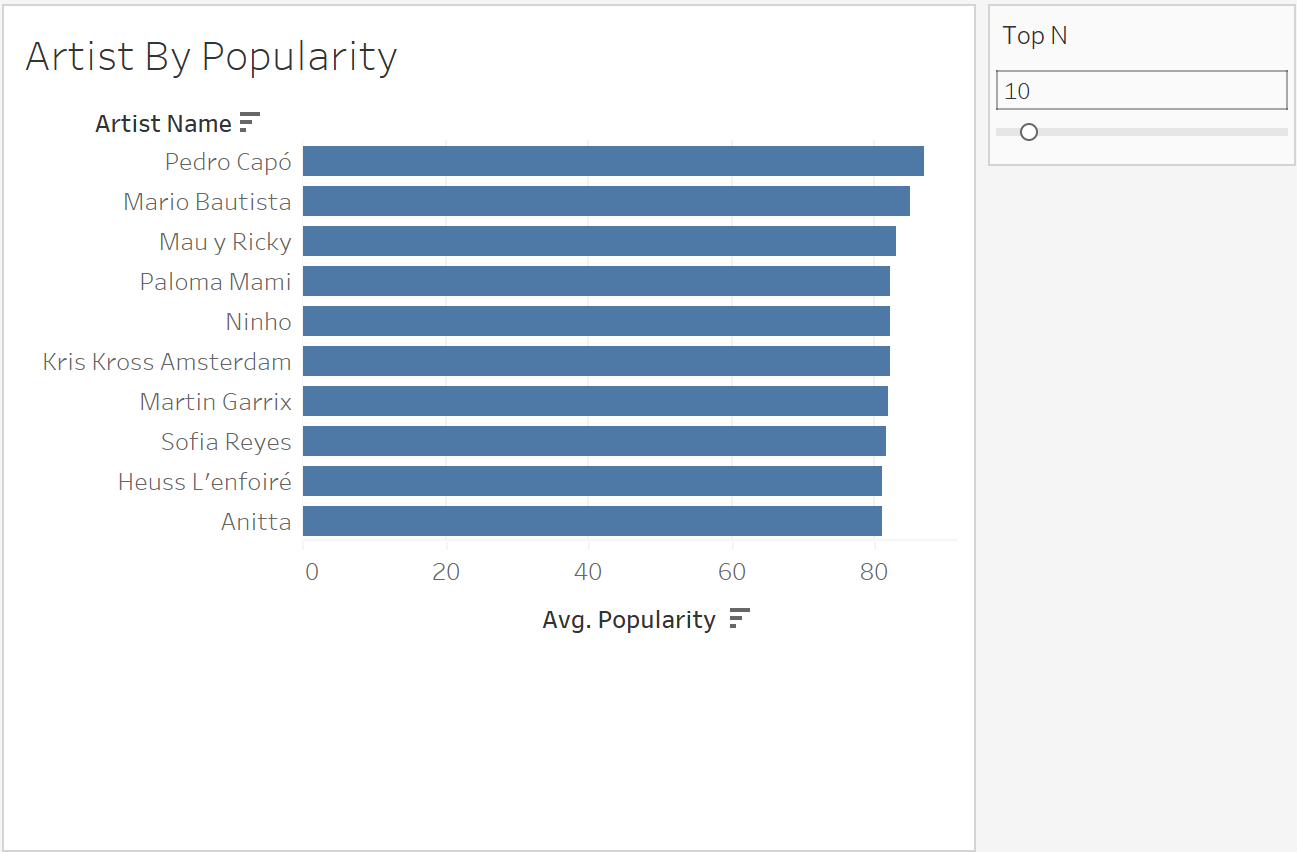 Artist By Popularity
Top N
10
Artist Name
Pedro Capó
Mario Bautista
Mau y Ricky
Paloma Mami
Ninho
Kris Kross Amsterdam
Martin Garrix
Sofia Reyes
Heuss L’enfoiré
Anitta
0 20 40 60 80
Avg. Popularity